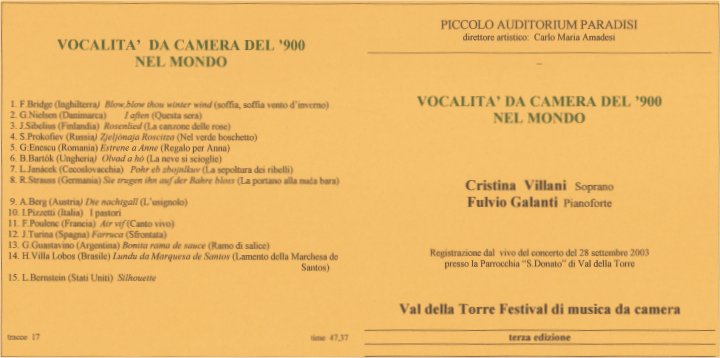 VOCALITA' DA CAMERA DEL '900
NEL MONDO
1. F.Bridge (Inghilterra) Blow,blow thou winter wind (soffia, soffia vento d'inverno)
2. G.Nielsen (Danimarca) I aften (Questa sera)
3. J.Sibelius (Finlandia) Rosenlied (La canzone delle rose)
4. S.Prokofiev (Russia) Zjeljònaja Roscitza (Nel verde boschetto)
5. G:Enescu (Romania) Estrene a Anne (Regalo per Anna)
6. B.Bartók (Ungheria) Olvad a hò (La neve si scioglie)
7. L.Janácek (Cecoslovacchia) Pohr eb zbojnlkuv (La sepoltura dei ribelli)
8. R.Strauss (Germania) Sie trugen ihn auf der Bahre bloss (La portano alla nuda bara)
9. A.Berg (Austria) Die nachtigall (L'usignolo)
10. I.Pizzetti (Italia) I pastori
11. F.Poulenc (Francia) Air vif (Canto vivo)
12. J.Turina (Spagna) Farruca (Sfrontata)
13. G.Guastavino (Argentina) Bonita rama de sauce (Ramo di salice)
14. H.Villa Lobos (Brasile) Lundu da Marquesa de Santos (Lamento della Marchesa de
Santos)
15. L.Bernstein (Stati Uniti) Silhouette
tracce 17 time 47,37
PICCOLO AUDITORIUM PARADISI
direttore artistico: Carlo Maria Amadesi
VOCALITA' DA CAMERA DEL '900
NEL MONDO
Cristina Villani Soprano
Fulvio Galanti Pianoforte
Registrazione dal vivo del concerto del 28 settembre 2003
presso la Parrocchia "S.Donato" di Val della Torre
Val della Torre Festival di musica da camera
terza edizione